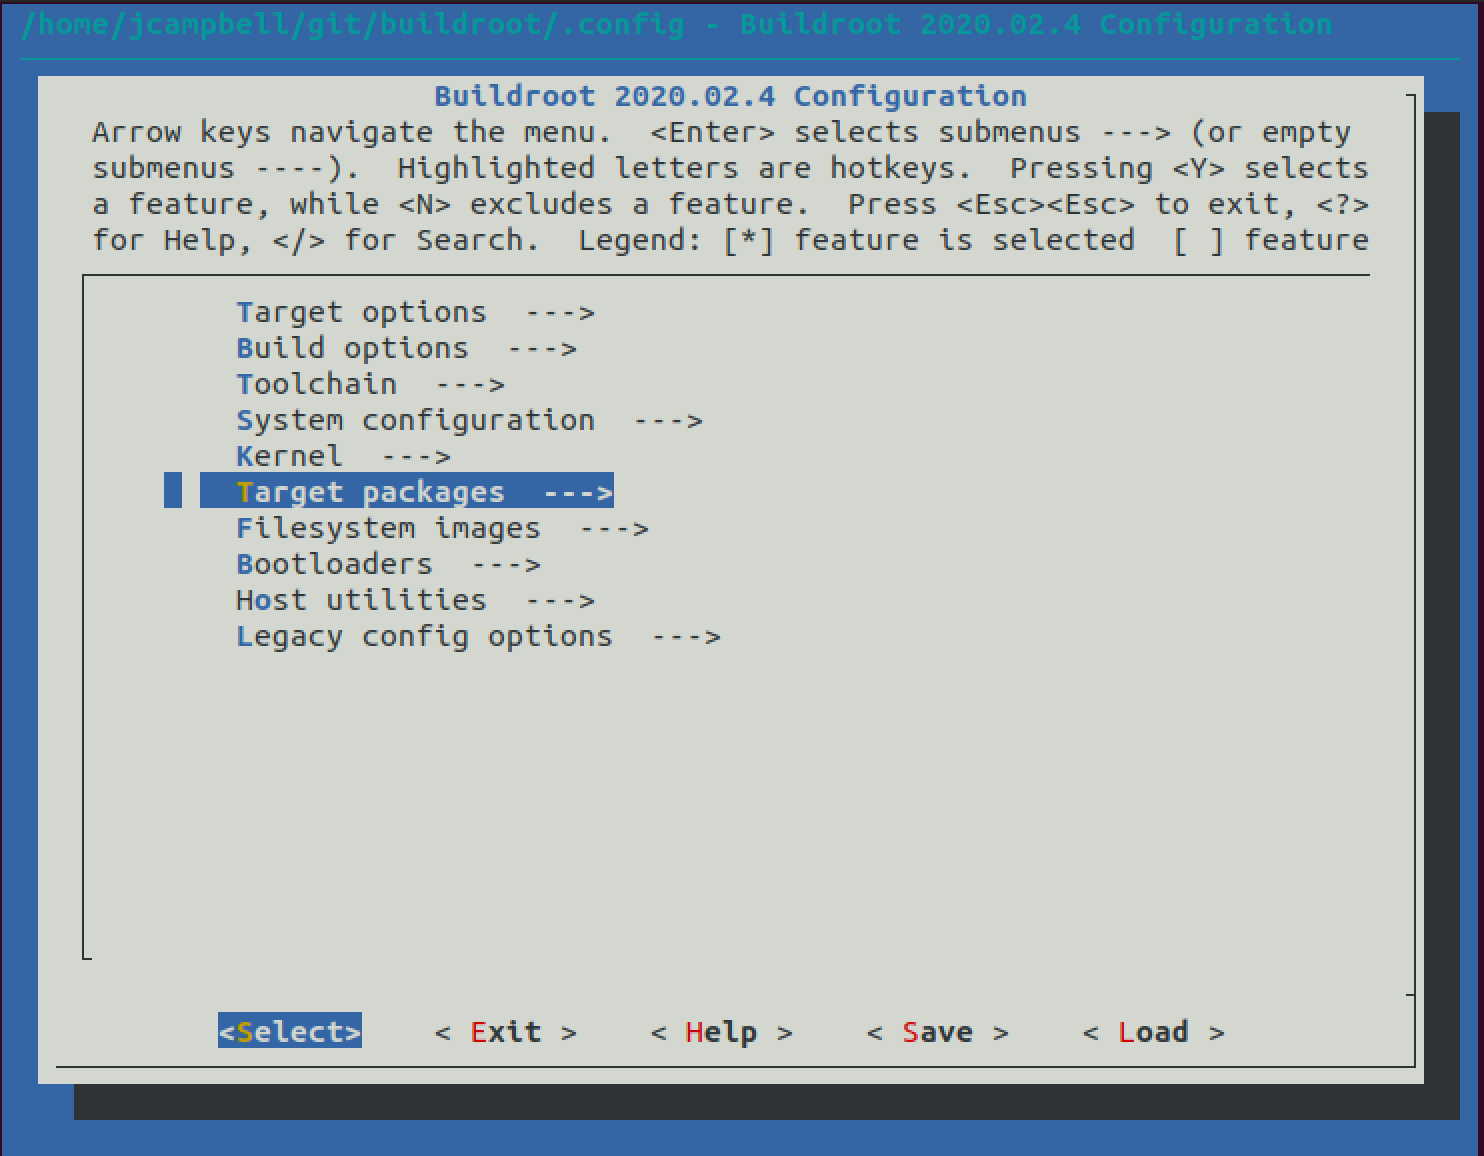 /home/jcampbell/git/buildroot/.config - Buildroot 2020.02.4 Configuration
Buildroot 2020.02.4 Configuration
Arrow keys navigate the menu.  <Enter> selects submenus ---> (or empty
submenus ----).  Highlighted letters are hotkeys.  Pressing <Y> selects
a feature, while <N> excludes a feature.  Press <Esc><Esc> to exit, <?>
for Help, </> for Search.  Legend: [*] feature is selected  [ ] feature
Target options  --->
Build options  --->
Toolchain  --->
System configuration  --->
Kernel  --->
Target packages  --->
Filesystem images  --->
Bootloaders  --->
Host utilities  --->
Legacy config options  --->
<Select>    < Exit >    < Help >    < Save >    < Load >